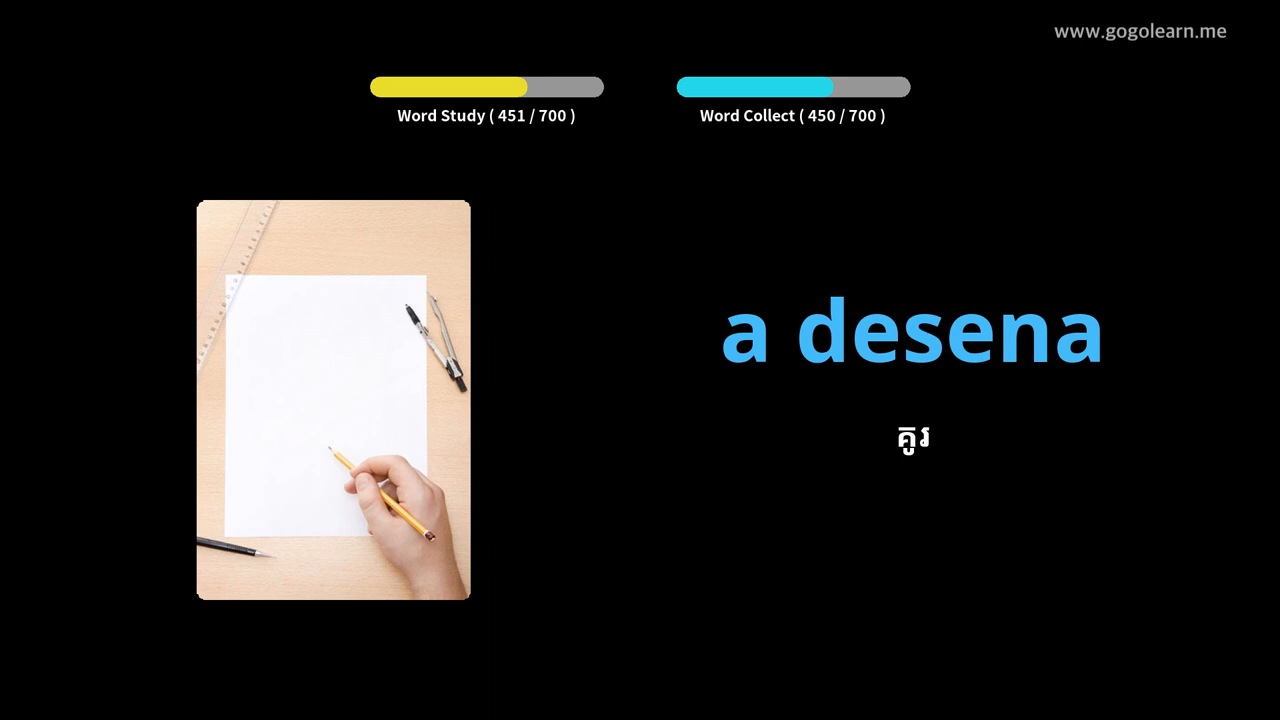 www.gogolearn.me
Word Study ( 451 / 700 )
Word Collect ( 450 / 700 )
a desena
គូរ